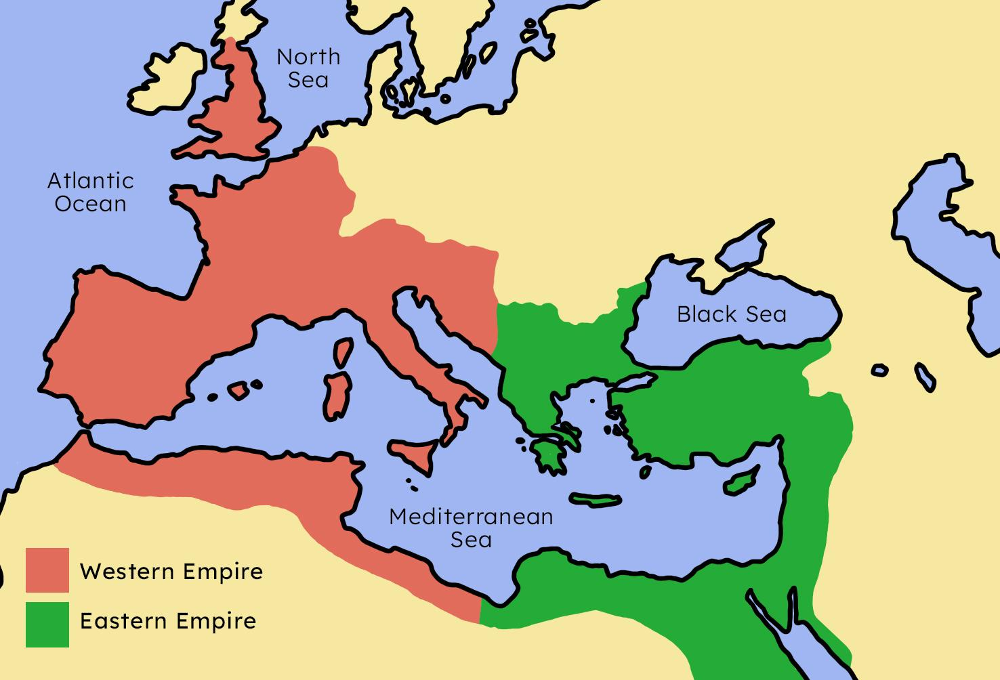 North
Sea
Atlantic
Ocean
Black Sea
Mediterranean
Sea
Western Empire
Eastern Empire